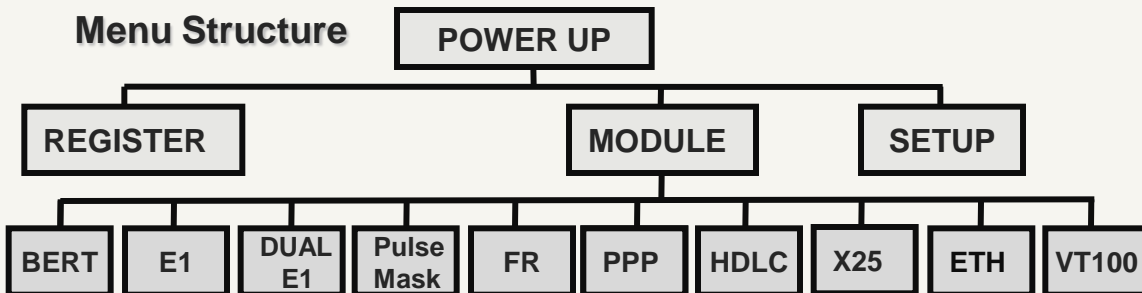 Menu Structure
POWER UP
REGISTER
MODULE
SETUP
BERT
E1
DUAL
E1
Pulse
Mask
FR
PPP
HDLC
X25
ETH
VT100